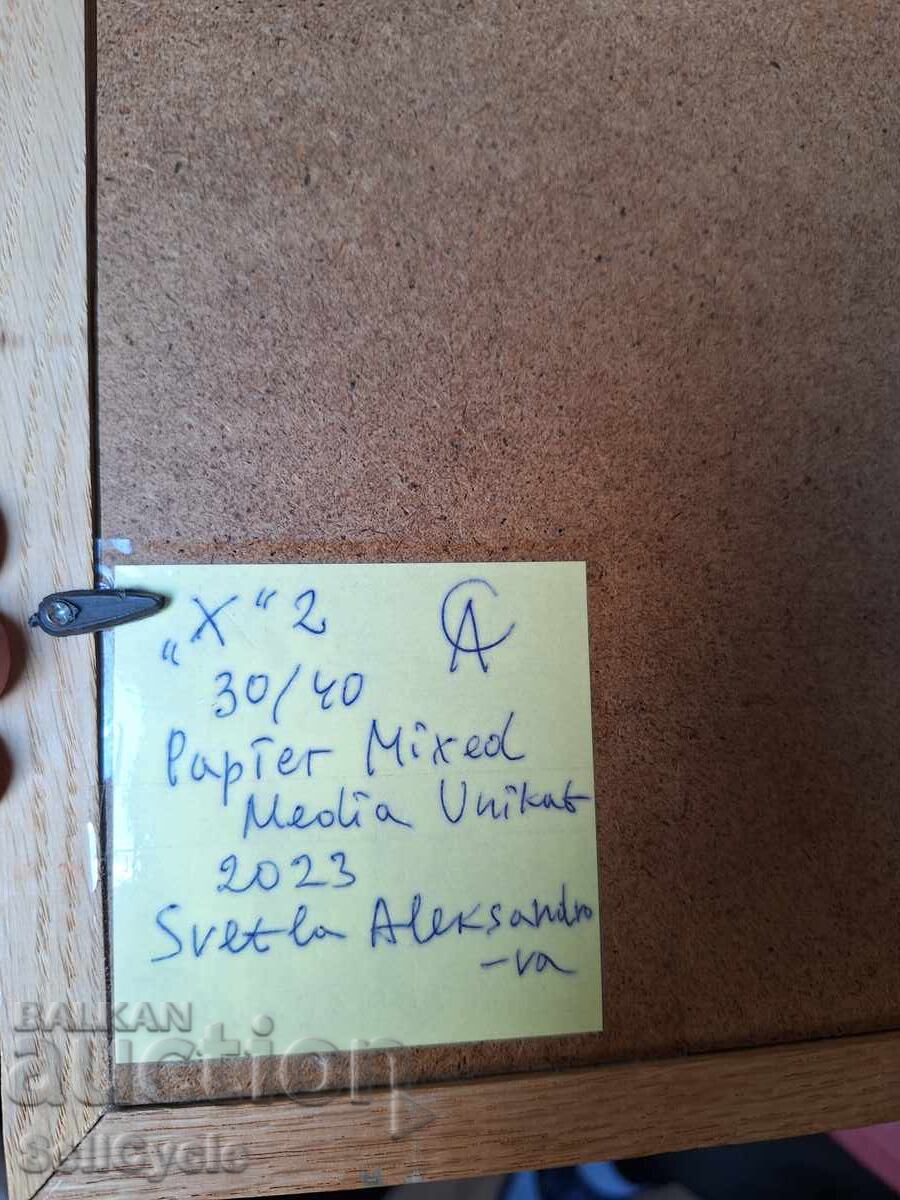 „X“ 2
CA
30/40
Papier Mixed
Media Unikat
2023
Svetla Aleksandro
-va
BALKAN
auction
SellCycle